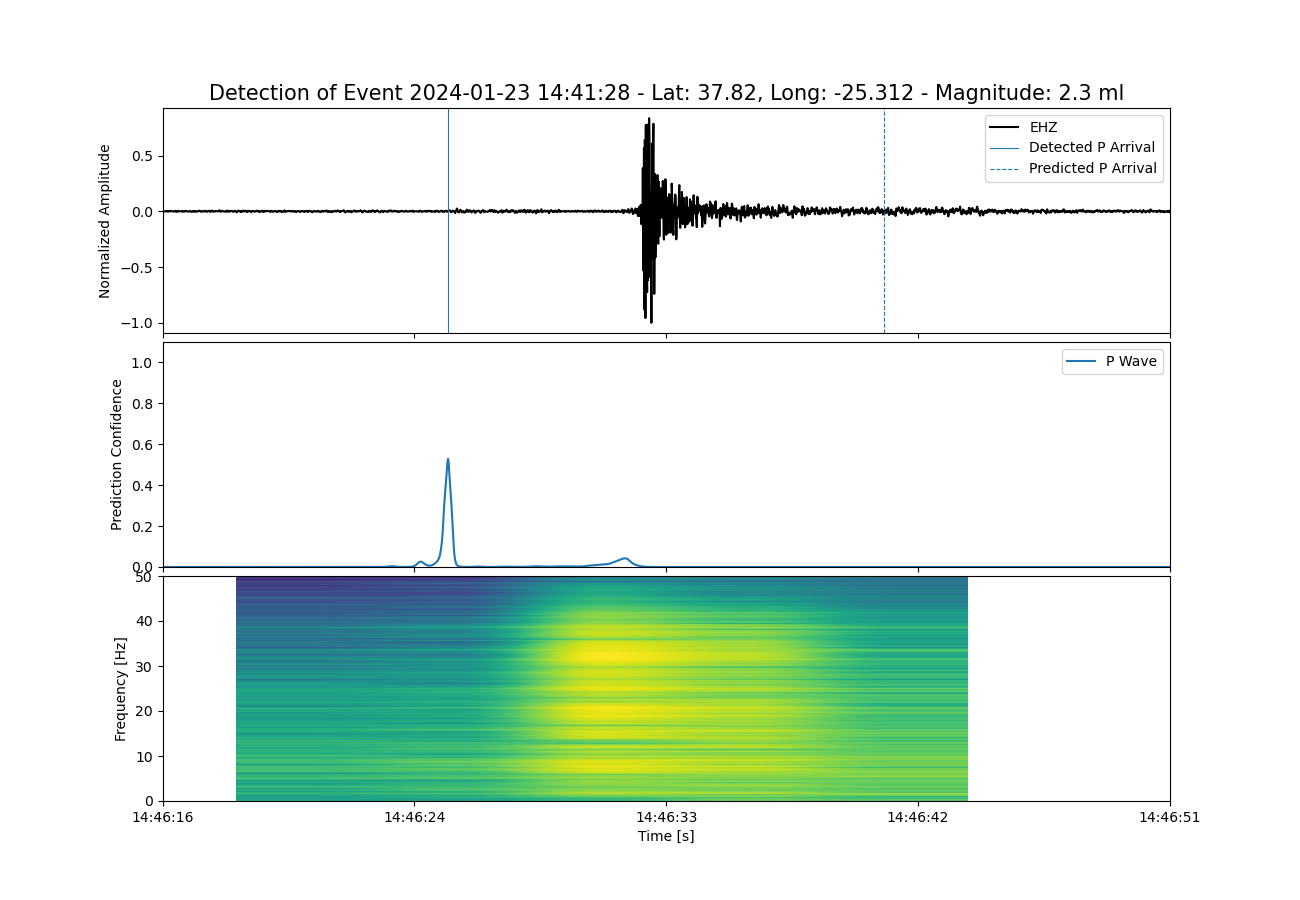 Detection of Event 2024-01-23 14:41:28 - Lat: 37.82, Long: -25.312 - Magnitude: 2.3 ml
Normalized Amplitude
0.5
0.0
−0.5
−1.0
EHZ
Detected P Arrival
Predicted P Arrival
Prediction Confidence
1.0
0.8
0.6
0.4
0.2
0.0
P Wave
Frequency [Hz]
50
40
30
20
10
0
14:46:16 14:46:24 14:46:33 14:46:42 14:46:51
Time [s]